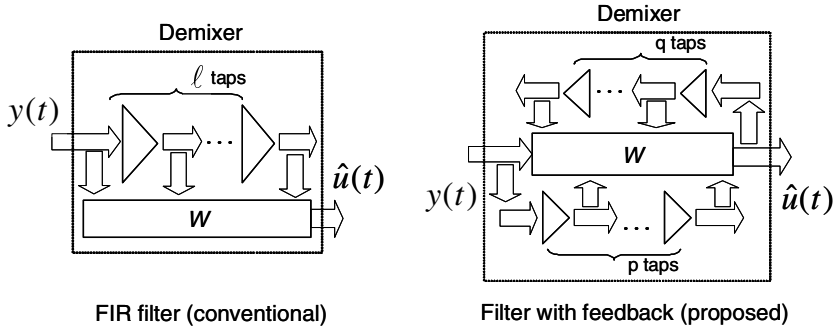 Demixer
ℓ taps
y(t)
...
W
û(t)
FIR filter (conventional)
Demixer
q taps
...
W
y(t)
û(t)
...
p taps
Filter with feedback (proposed)